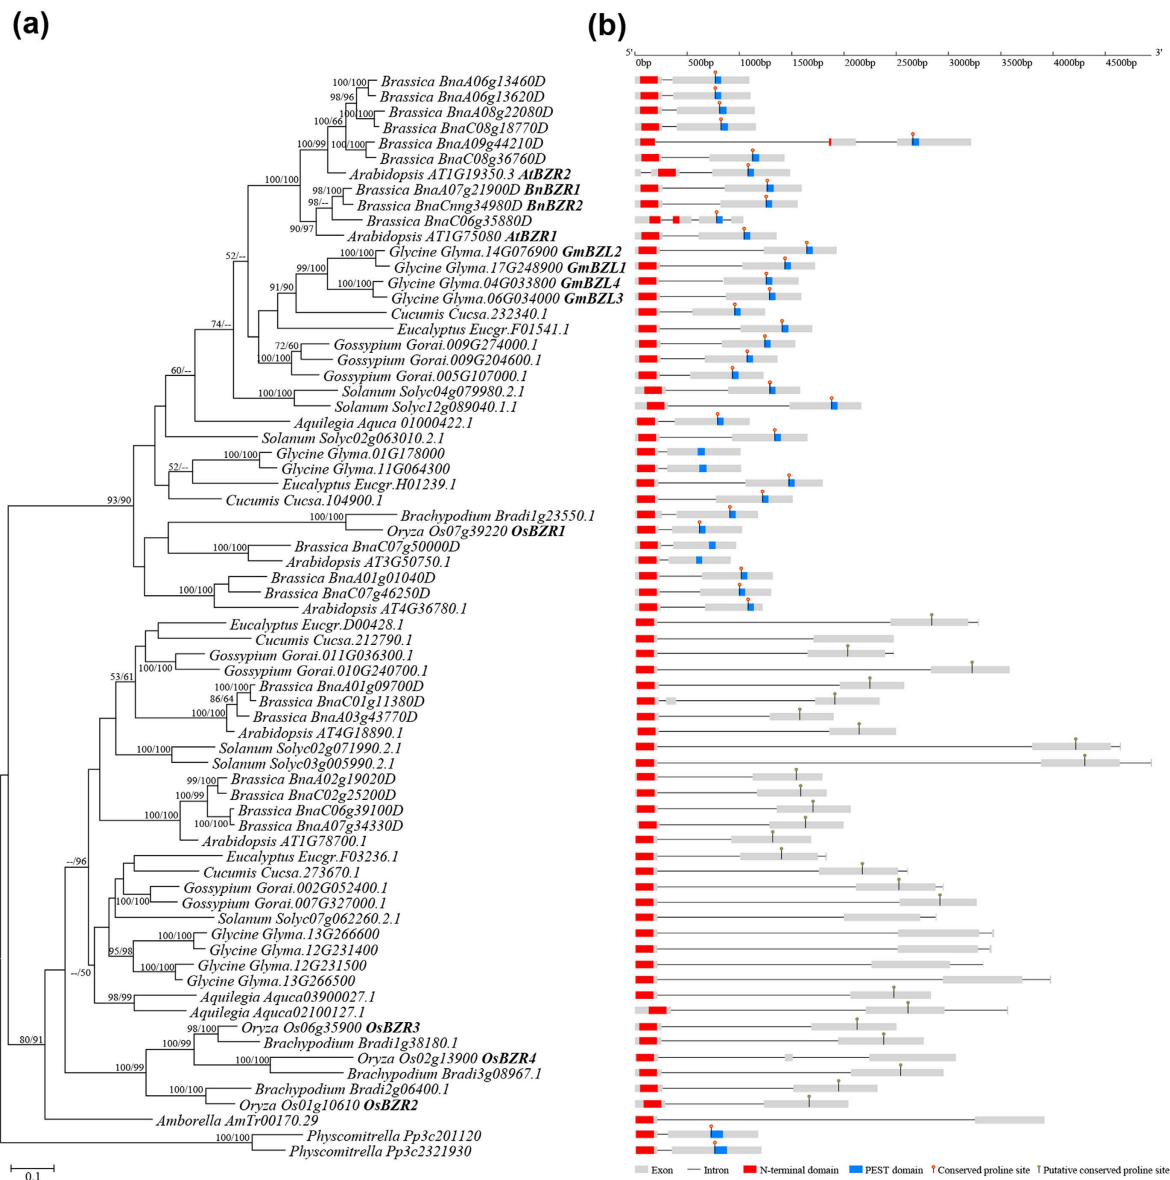 (a)
(b)
5'
3'
0bp 500bp 1000bp 1500bp 2000bp 2500bp 3000bp 3500bp 4000bp 4500bp
100/100 Brassica BnaA06g13460D
98/96 Brassica BnaA06g13620D
100/100 Brassica BnaA08g22080D
100/66 Brassica BnaC08g18770D
100/99 100/100 Brassica BnaA09g44210D
Brassica BnaC08g36760D
Arabidopsis AT1G19350.3 AtBZR2
100/100 98/100 Brassica BnaA07g21900D BnBZR1
98/-- Brassica BnaCnng34980D BnBZR2
Brassica BnaC06g35880D
90/97 Arabidopsis AT1G75080 AtBZR1
52/-- 100/100 Glycine Glyma.14G076900 GmBZL2
99/100 Glycine Glyma.17G248900 GmBZL1
91/90 100/100 Glycine Glyma.04G033800 GmBZL4
Glycine Glyma.06G034000 GmBZL3
Cucumis Cucsa.232340.1
74/-- Eucalyptus Eucgr.F01541.1
72/60 Gossypium Gorai.009G274000.1
100/100 Gossypium Gorai.009G204600.1
60/-- Gossypium Gorai.005G107000.1
100/100 Solanum Solyc04g079980.2.1
Solanum Solyc12g089040.1.1
Aquilegia Aquca 01000422.1
Solanum Solyc02g063010.2.1
100/100 Glycine Glyma.01G178000
52/-- Glycine Glyma.11G064300
Eucalyptus Eucgr.H01239.1
93/90 Cucumis Cucsa.104900.1
100/100 Brachypodium Bradi1g23550.1
Oryza Os07g39220 OsBZR1
100/100 Brassica BnaC07g50000D
Arabidopsis AT3G50750.1
Brassica BnaA01g01040D
100/100 Brassica BnaC07g46250D
Arabidopsis AT4G36780.1
Eucalyptus Eucgr.D00428.1
Cucumis Cucsa.212790.1
Gossypium Gorai.011G036300.1
100/100 Gossypium Gorai.010G240700.1
53/61 100/100 Brassica BnaA01g09700D
86/64 Brassica BnaC01g11380D
100/100 Brassica BnaA03g43770D
Arabidopsis AT4G18890.1
100/100 Solanum Solyc02g071990.2.1
Solanum Solyc03g005990.2.1
99/100 Brassica BnaA02g19020D
100/99 Brassica BnaC02g25200D
Brassica BnaC06g39100D
100/100 100/100 Brassica BnaA07g34330D
Arabidopsis AT1G78700.1
--/96 Eucalyptus Eucgr.F03236.1
Cucumis Cucsa.273670.1
Gossypium Gorai.002G052400.1
100/100 Gossypium Gorai.007G327000.1
Solanum Solyc07g062260.2.1
100/100 Glycine Glyma.13G266600
95/98 Glycine Glyma.12G231400
100/100 Glycine Glyma.12G231500
--/50 Glycine Glyma.13G266500
98/99 Aquilegia Aquca03900027.1
Aquilegia Aquca02100127.1
98/100 Oryza Os06g35900 OsBZR3
80/91 100/99 Brachypodium Bradi1g38180.1
100/100 Oryza Os02g13900 OsBZR4
100/99 Brachypodium Bradi3g08967.1
100/100 Brachypodium Bradi2g06400.1
Oryza Os01g10610 OsBZR2
Amborella AmTr00170.29
100/100 Physcomitrella Pp3c201120
Physcomitrella Pp3c2321930
0.1
Exon Intron N-terminal domain PEST domain Conserved proline site Putative conserved proline site